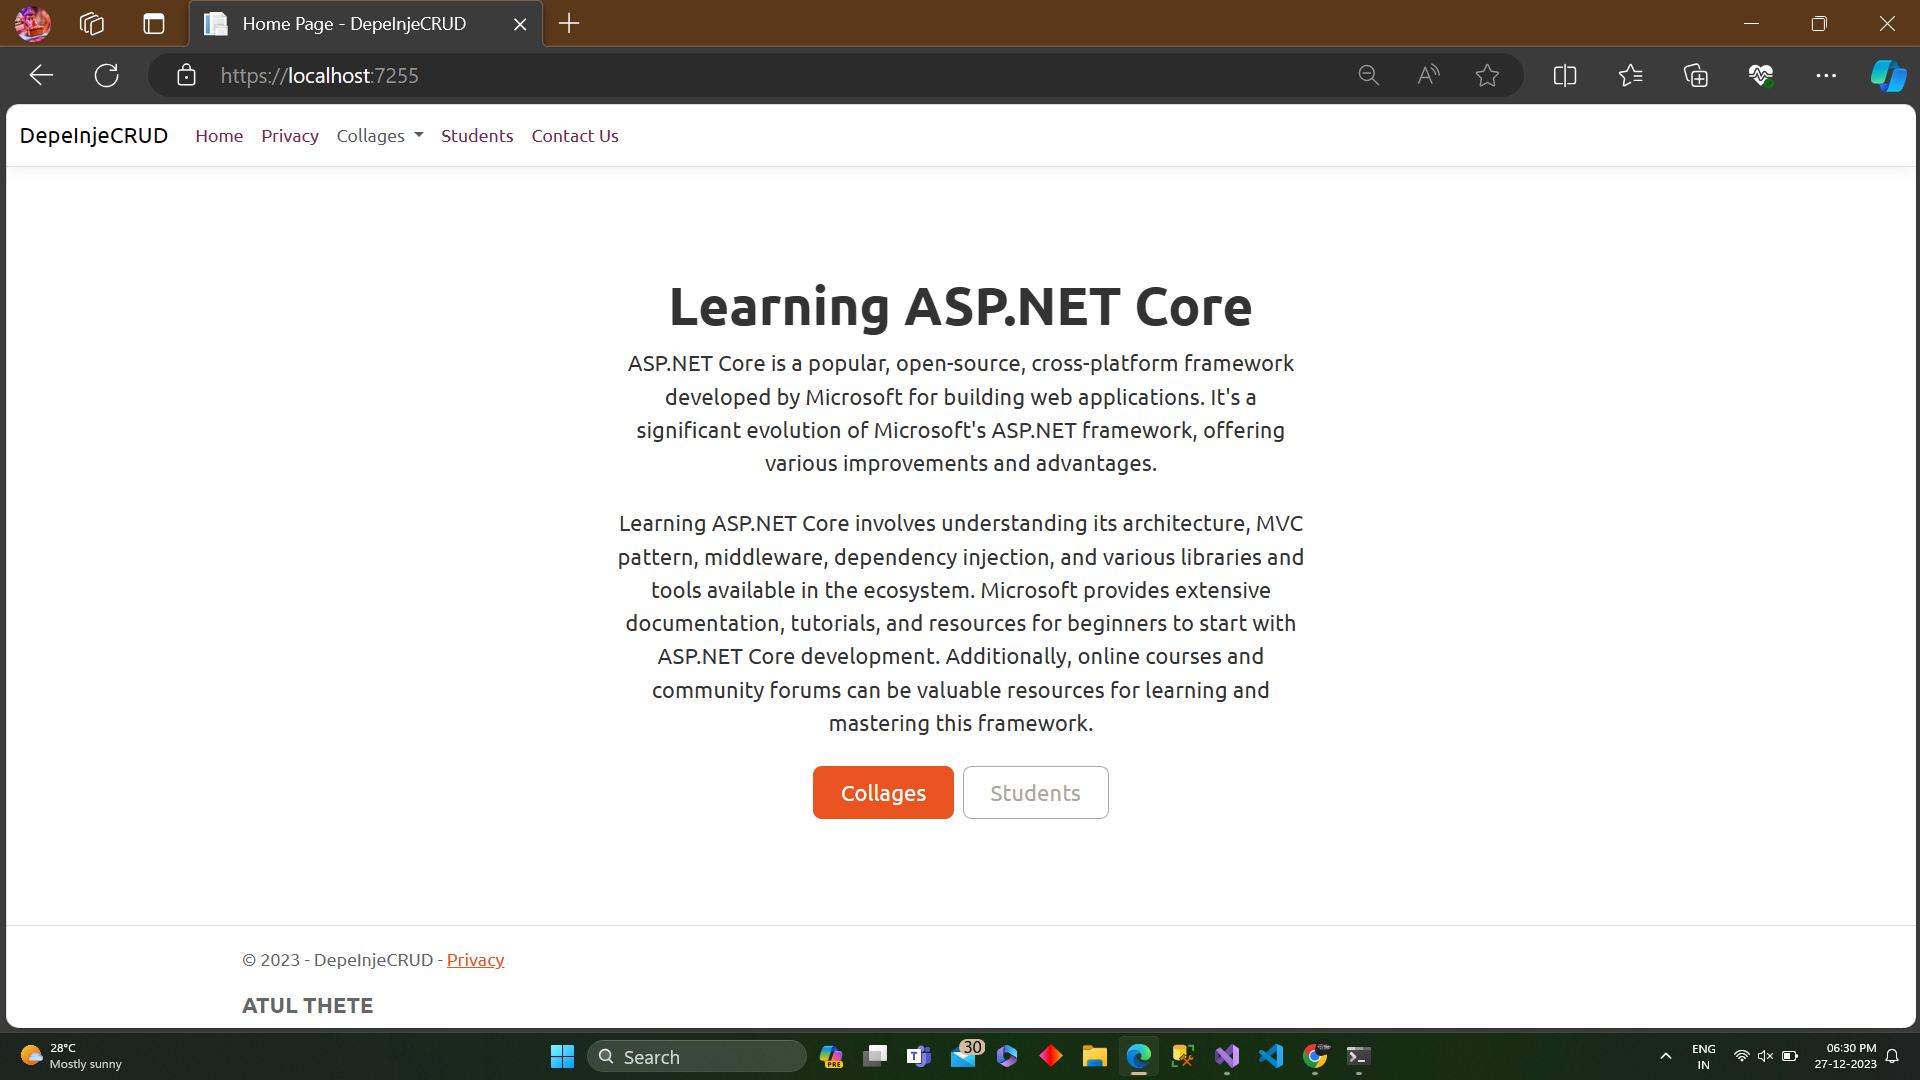 Home Page - DepeInjeCRUD
https://localhost:7255
DepeInjeCRUD Home Privacy Collages Students Contact Us
Learning ASP.NET Core
ASP.NET Core is a popular, open-source, cross-platform framework
developed by Microsoft for building web applications. It's a
significant evolution of Microsoft's ASP.NET framework, offering
various improvements and advantages.
Learning ASP.NET Core involves understanding its architecture, MVC
pattern, middleware, dependency injection, and various libraries and
tools available in the ecosystem. Microsoft provides extensive
documentation, tutorials, and resources for beginners to start with
ASP.NET Core development. Additionally, online courses and
community forums can be valuable resources for learning and
mastering this framework.
Collages Students
© 2023 - DepeInjeCRUD - Privacy
ATUL THETE
28°C
Mostly sunny
Search
PRE
30
ENG
IN
06:30 PM
27-12-2023